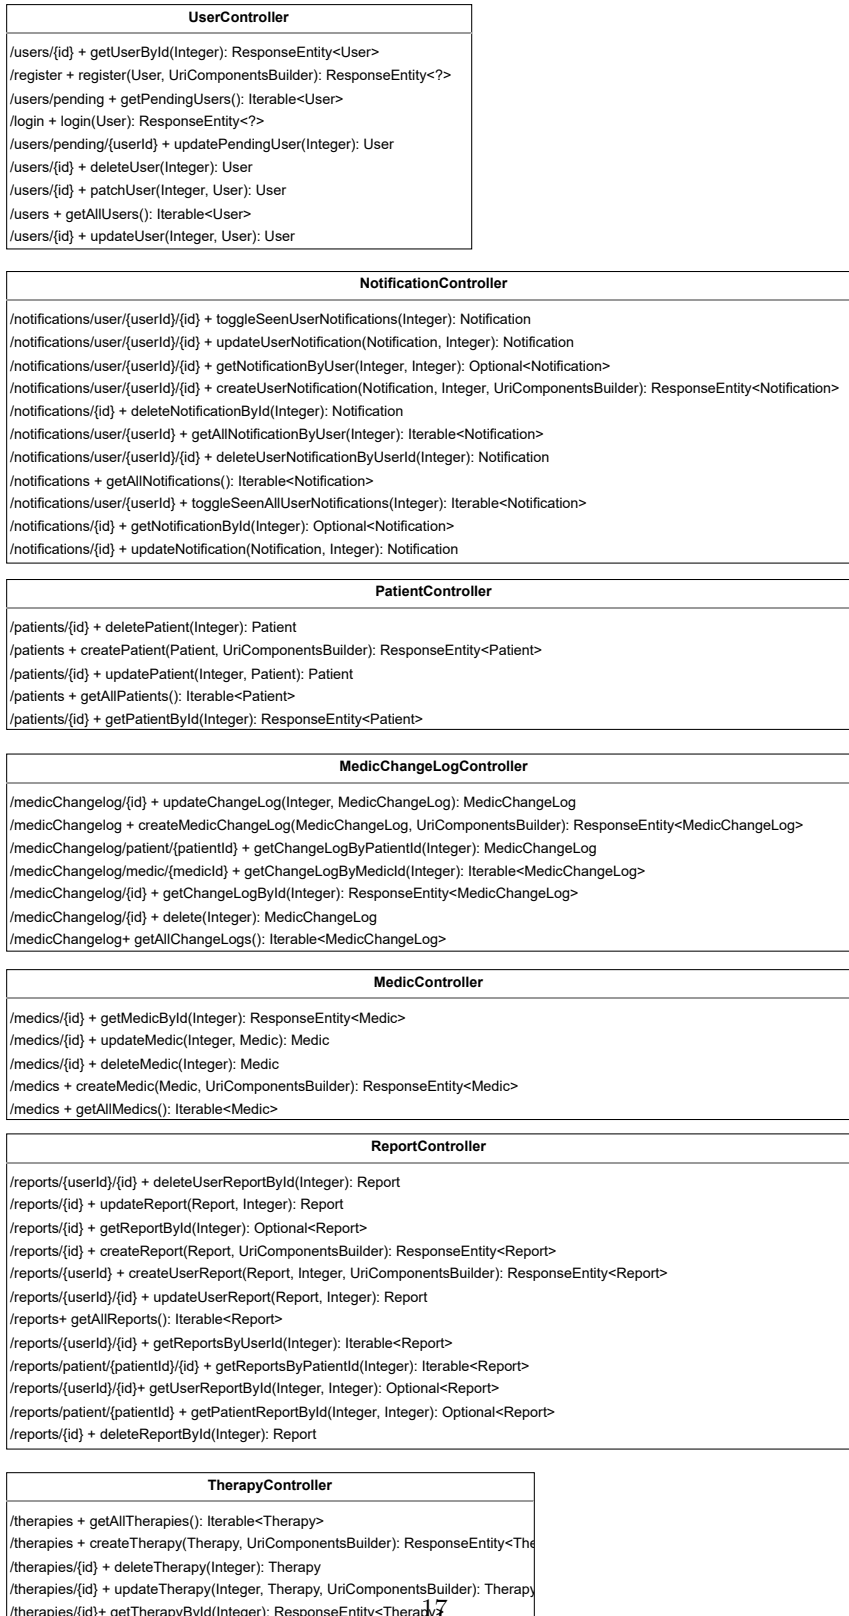 UserController
/users/{id} + getUserById(Integer): ResponseEntity<User>
/register + register(User, UriComponentsBuilder): ResponseEntity<?>
/users/pending + getPendingUsers(): Iterable<User>
/login + login(User): ResponseEntity<?>
/users/pending/{userId} + updatePendingUser(Integer): User
/users/{id} + deleteUser(Integer): User
/users/{id} + patchUser(Integer, User): User
/users + getAllUsers(): Iterable<User>
/users/{id} + updateUser(Integer, User): User
NotificationController
/notifications/user/{userId}/{id} + toggleSeenUserNotifications(Integer): Notification
/notifications/user/{userId}/{id} + updateUserNotification(Notification, Integer): Notification
/notifications/user/{userId}/{id} + getNotificationByUser(Integer, Integer): Optional<Notification>
/notifications/user/{userId}/{id} + createUserNotification(Notification, Integer, UriComponentsBuilder): ResponseEntity<Notification>
/notifications/{id} + deleteNotificationById(Integer): Notification
/notifications/user/{userId} + getAllNotificationByUser(Integer): Iterable<Notification>
/notifications/user/{userId}/{id} + deleteUserNotificationByUserId(Integer): Notification
/notifications + getAllNotifications(): Iterable<Notification>
/notifications/user/{userId} + toggleSeenAllUserNotifications(Integer): Iterable<Notification>
/notifications/{id} + getNotificationById(Integer): Optional<Notification>
/notifications/{id} + updateNotification(Notification, Integer): Notification
PatientController
/patients/{id} + deletePatient(Integer): Patient
/patients + createPatient(Patient, UriComponentsBuilder): ResponseEntity<Patient>
/patients/{id} + updatePatient(Integer, Patient): Patient
/patients + getAllPatients(): Iterable<Patient>
/patients/{id} + getPatientById(Integer): ResponseEntity<Patient>
MedicChangeLogController
/medicChangelog/{id} + updateChangeLog(Integer, MedicChangeLog): MedicChangeLog
/medicChangelog + createMedicChangeLog(MedicChangeLog, UriComponentsBuilder): ResponseEntity<MedicChangeLog>
/medicChangelog/patient/{patientId} + getChangeLogByPatientId(Integer): MedicChangeLog
/medicChangelog/medic/{medicId} + getChangeLogByMedicId(Integer): Iterable<MedicChangeLog>
/medicChangelog/{id} + getChangeLogById(Integer): ResponseEntity<MedicChangeLog>
/medicChangelog/{id} + delete(Integer): MedicChangeLog
/medicChangelog+ getAllChangeLogs(): Iterable<MedicChangeLog>
MedicController
/medics/{id} + getMedicById(Integer): ResponseEntity<Medic>
/medics/{id} + updateMedic(Integer, Medic): Medic
/medics/{id} + deleteMedic(Integer): Medic
/medics + createMedic(Medic, UriComponentsBuilder): ResponseEntity<Medic>
/medics + getAllMedics(): Iterable<Medic>
ReportController
/reports/{userId}/{id} + deleteUserReportById(Integer): Report
/reports/{id} + updateReport(Report, Integer): Report
/reports/{id} + getReportById(Integer): Optional<Report>
/reports/{id} + createReport(Report, UriComponentsBuilder): ResponseEntity<Report>
/reports/{userId} + createUserReport(Report, Integer, UriComponentsBuilder): ResponseEntity<Report>
/reports/{userId}/{id} + updateUserReport(Report, Integer): Report
/reports+ getAllReports(): Iterable<Report>
/reports/{userId}/{id} + getReportsByUserId(Integer): Iterable<Report>
/reports/patient/{patientId}/{id} + getReportsByPatientId(Integer): Iterable<Report>
/reports/{userId}/{id}+ getUserReportById(Integer, Integer): Optional<Report>
/reports/patient/{patientId} + getPatientReportById(Integer, Integer): Optional<Report>
/reports/{id} + deleteReportById(Integer): Report
TherapyController
/therapies + getAllTherapies(): Iterable<Therapy>
/therapies + createTherapy(Therapy, UriComponentsBuilder): ResponseEntity<The
/therapies/{id} + deleteTherapy(Integer): Therapy
/therapies/{id} + updateTherapy(Integer, Therapy, UriComponentsBuilder): Therapy
/therapies/{id}+ getTherapyById(Integer): ResponseEntity<Therapy>
17